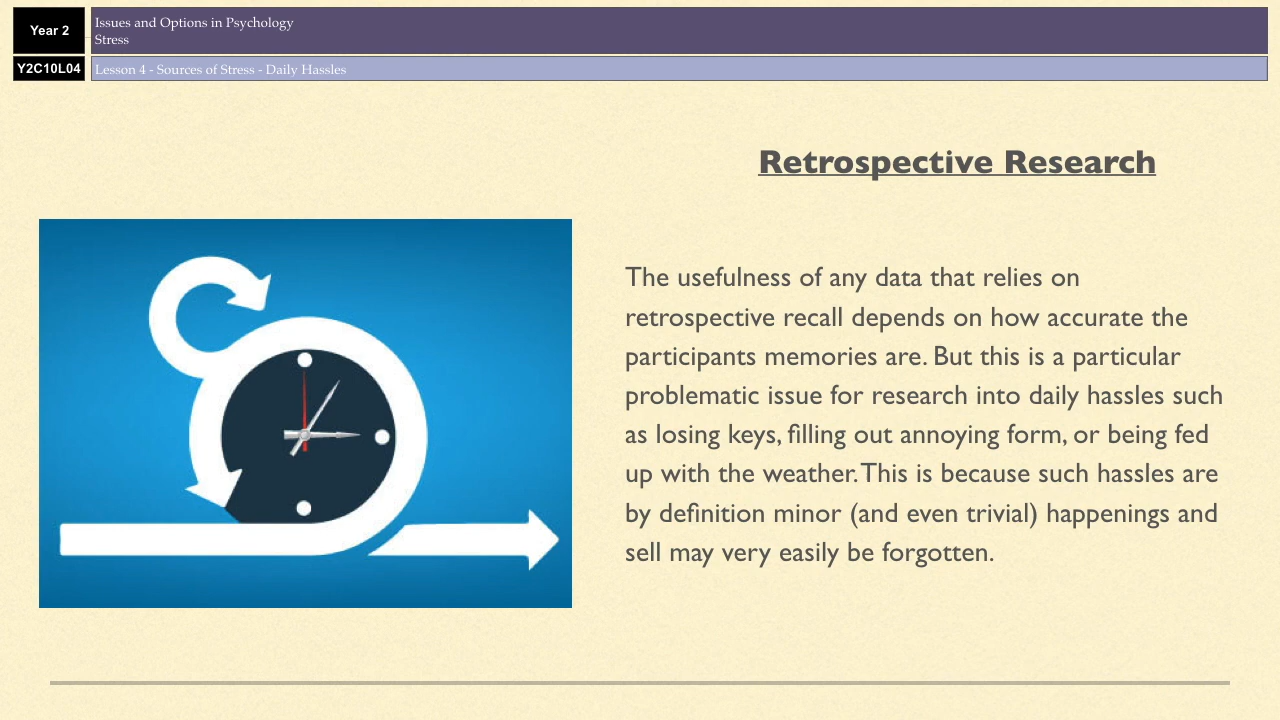 Year 2
Issues and Options in Psychology
Stress
Y2C10L04
Lesson 4 - Sources of Stress - Daily Hassles
Retrospective Research
The usefulness of any data that relies on
retrospective recall depends on how accurate the
participants memories are. But this is a particular
problematic issue for research into daily hassles such
as losing keys, filling out annoying form, or being fed
up with the weather. This is because such hassles are
by definition minor (and even trivial) happenings and
sell may very easily be forgotten.